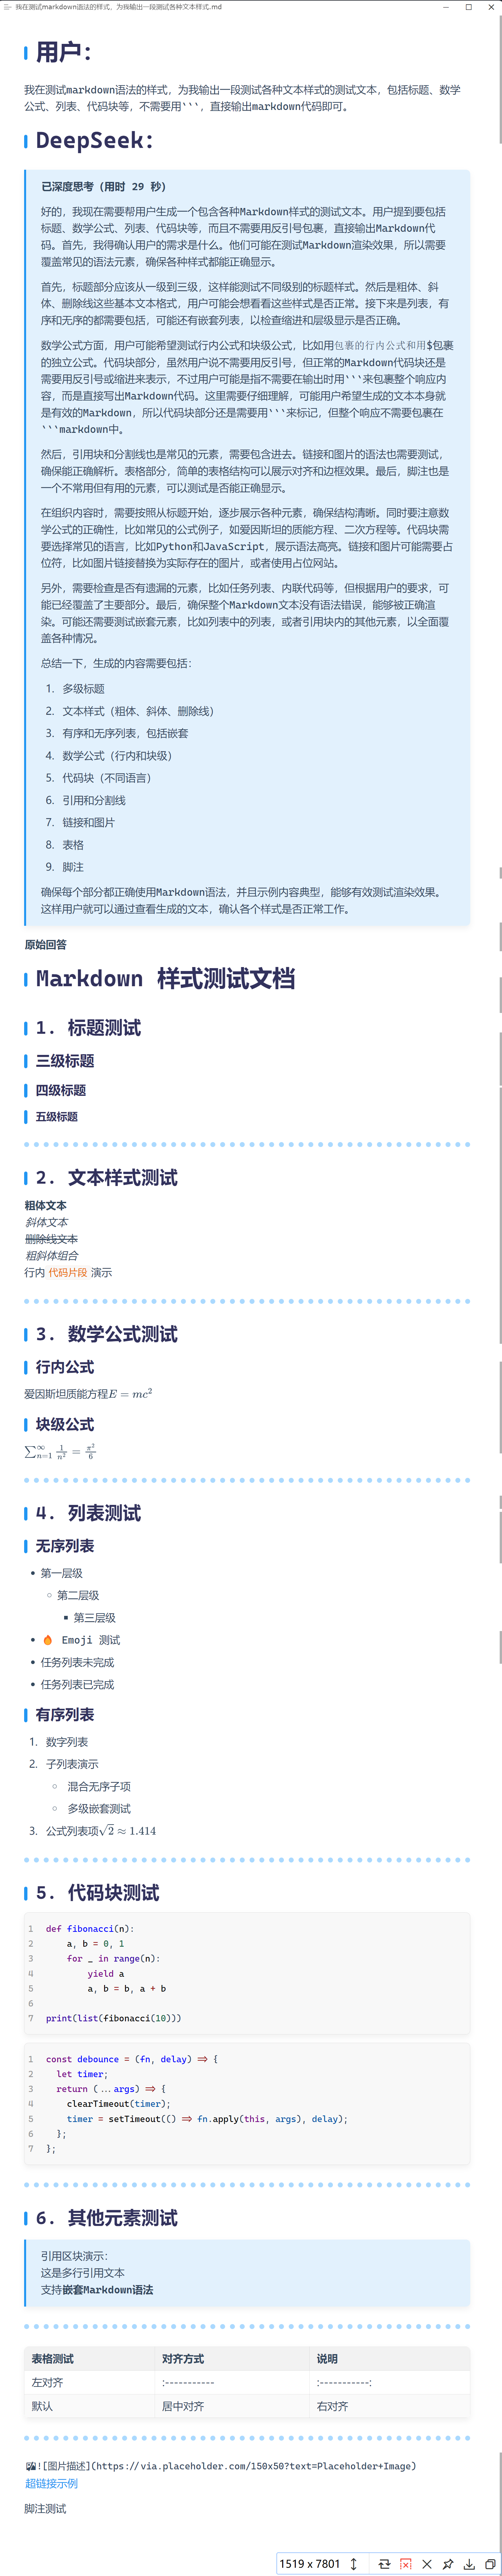 我在测试markdown语法的样式，为我输出一段测试各种文本样式.md
用户：
我在测试markdown语法的样式，为我输出一段测试各种文本样式的测试文本，包括标题、数学
公式、列表、代码块等，不需要用```，直接输出markdown代码即可。
DeepSeek：
已深度思考（用时 29 秒）
好的，我现在需要帮用户生成一个包含各种Markdown样式的测试文本。用户提到要包括
标题、数学公式、列表、代码块等，而且不需要用反引号包裹，直接输出Markdown代
码。首先，我得确认用户的需求是什么。他们可能在测试Markdown渲染效果，所以需要
覆盖常见的语法元素，确保各种样式都能正确显示。
首先，标题部分应该从一级到三级，这样能测试不同级别的标题样式。然后是粗体、斜
体、删除线这些基本文本格式，用户可能会想看看这些样式是否正常。接下来是列表，有
序和无序的都需要包括，可能还有嵌套列表，以检查缩进和层级显示是否正确。
数学公式方面，用户可能希望测试行内公式和块级公式，比如用包裹的行内公式和用$包裹
的独立公式。代码块部分，虽然用户说不需要用反引号，但正常的Markdown代码块还是
需要用反引号或缩进来表示，不过用户可能是指不需要在输出时用```来包裹整个响应内
容，而是直接写出Markdown代码。这里需要仔细理解，可能用户希望生成的文本本身就
是有效的Markdown，所以代码块部分还是需要用```来标记，但整个响应不需要包裹在
```markdown中。
然后，引用块和分割线也是常见的元素，需要包含进去。链接和图片的语法也需要测试，
确保能正确解析。表格部分，简单的表格结构可以展示对齐和边框效果。最后，脚注也是
一个不常用但有用的元素，可以测试是否能正确显示。
在组织内容时，需要按照从标题开始，逐步展示各种元素，确保结构清晰。同时要注意数
学公式的正确性，比如常见的公式例子，如爱因斯坦的质能方程、二次方程等。代码块需
要选择常见的语言，比如Python和JavaScript，展示语法高亮。链接和图片可能需要占
位符，比如图片链接替换为实际存在的图片，或者使用占位网站。
另外，需要检查是否有遗漏的元素，比如任务列表、内联代码等，但根据用户的要求，可
能已经覆盖了主要部分。最后，确保整个Markdown文本没有语法错误，能够被正确渲
染。可能还需要测试嵌套元素，比如列表中的列表，或者引用块内的其他元素，以全面覆
盖各种情况。
总结一下，生成的内容需要包括：
1. 多级标题
2. 文本样式（粗体、斜体、删除线）
3. 有序和无序列表，包括嵌套
4. 数学公式（行内和块级）
5. 代码块（不同语言）
6. 引用和分割线
7. 链接和图片
8. 表格
9. 脚注
确保每个部分都正确使用Markdown语法，并且示例内容典型，能够有效测试渲染效果。
这样用户就可以通过查看生成的文本，确认各个样式是否正常工作。
原始回答
Markdown 样式测试文档
1. 标题测试
三级标题
四级标题
五级标题
2. 文本样式测试
粗体文本
斜体文本
删除线文本
粗斜体组合
行内 代码片段 演示
3. 数学公式测试
行内公式
爱因斯坦质能方程E = mc²
块级公式
∑_{n=1}^{∞} 1/n² = π²/6
4. 列表测试
无序列表
• 第一层级
◦ 第二层级
▪ 第三层级
• 🔥 Emoji 测试
• 任务列表未完成
• 任务列表已完成
有序列表
1. 数字列表
2. 子列表演示
◦ 混合无序子项
◦ 多级嵌套测试
3. 公式列表项√2 ≈ 1.414
5. 代码块测试
1 def fibonacci(n):
2     a, b = 0, 1
3     for _ in range(n):
4         yield a
5         a, b = b, a + b
6
7 print(list(fibonacci(10)))
1 const debounce = (fn, delay) => {
2   let timer;
3   return (...args) => {
4     clearTimeout(timer);
5     timer = setTimeout(() => fn.apply(this, args), delay);
6   };
7 };
6. 其他元素测试
引用区块演示：
这是多行引用文本
支持嵌套Markdown语法
表格测试 对齐方式 说明
左对齐 :----------- :-----------:
默认 居中对齐 右对齐
![图片描述](https://via.placeholder.com/150x50?text=Placeholder+Image)
超链接示例
脚注测试
1519 x 7801